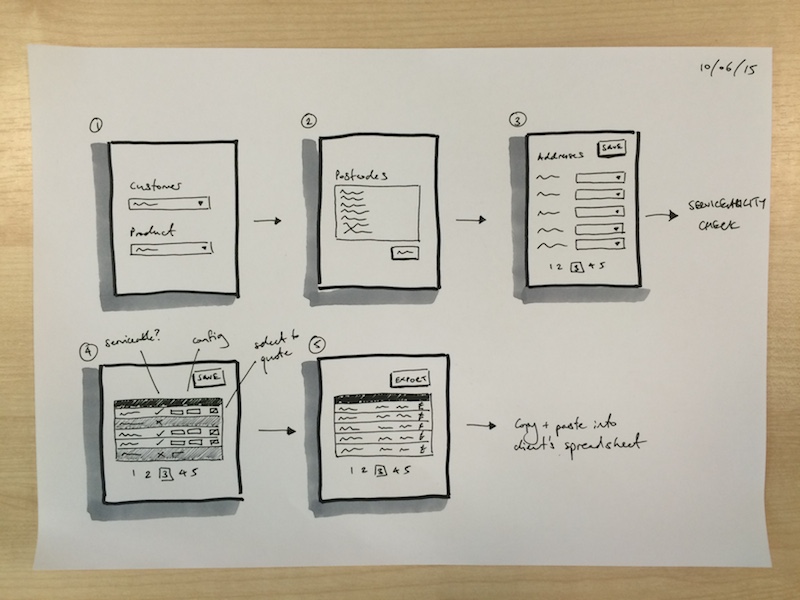 10/06/15
1
Customer
Product
2
Postcodes
3
Addresses
SAVE
1 2 3 4 5
SERVICEABILITY
CHECK
4
serviceable?
config
select to
quote
SAVE
1 2 3 4 5
5
EXPORT
£
£
£
£
£
1 2 3 4 5
Copy + paste into
client's spreadsheet